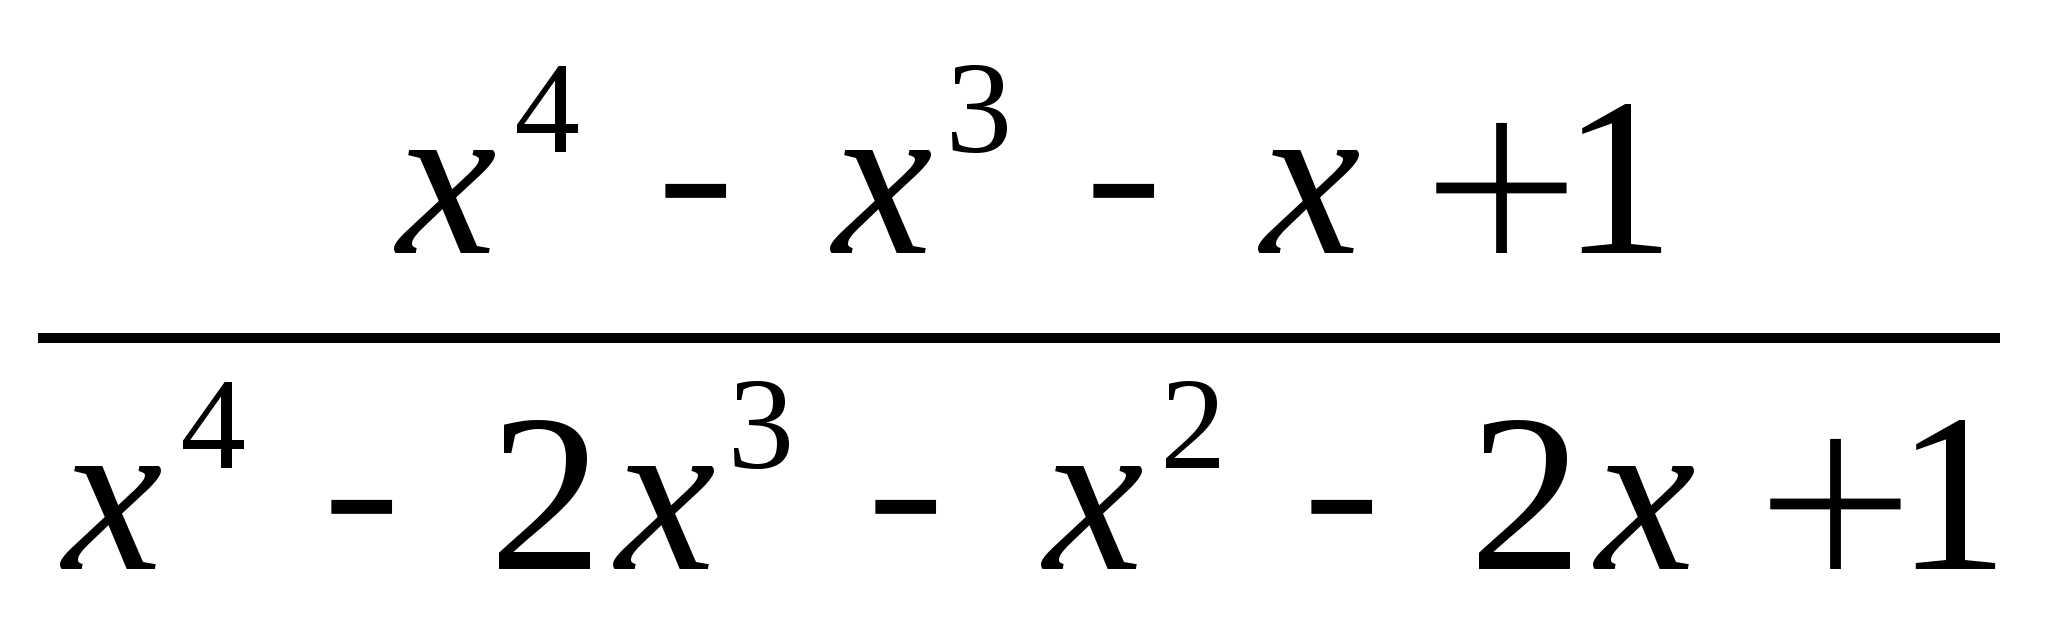 x⁴ - x³ - x +1
x⁴ - 2x³ - x² - 2x +1